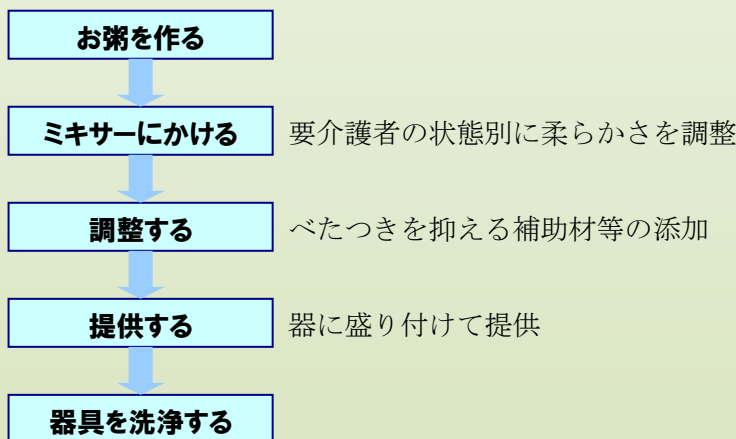 お粥を作る
ミキサーにかける 要介護者の状態別に柔らかさを調整
調整する べたつきを抑える補助材等の添加
提供する 器に盛り付けて提供
器具を洗浄する